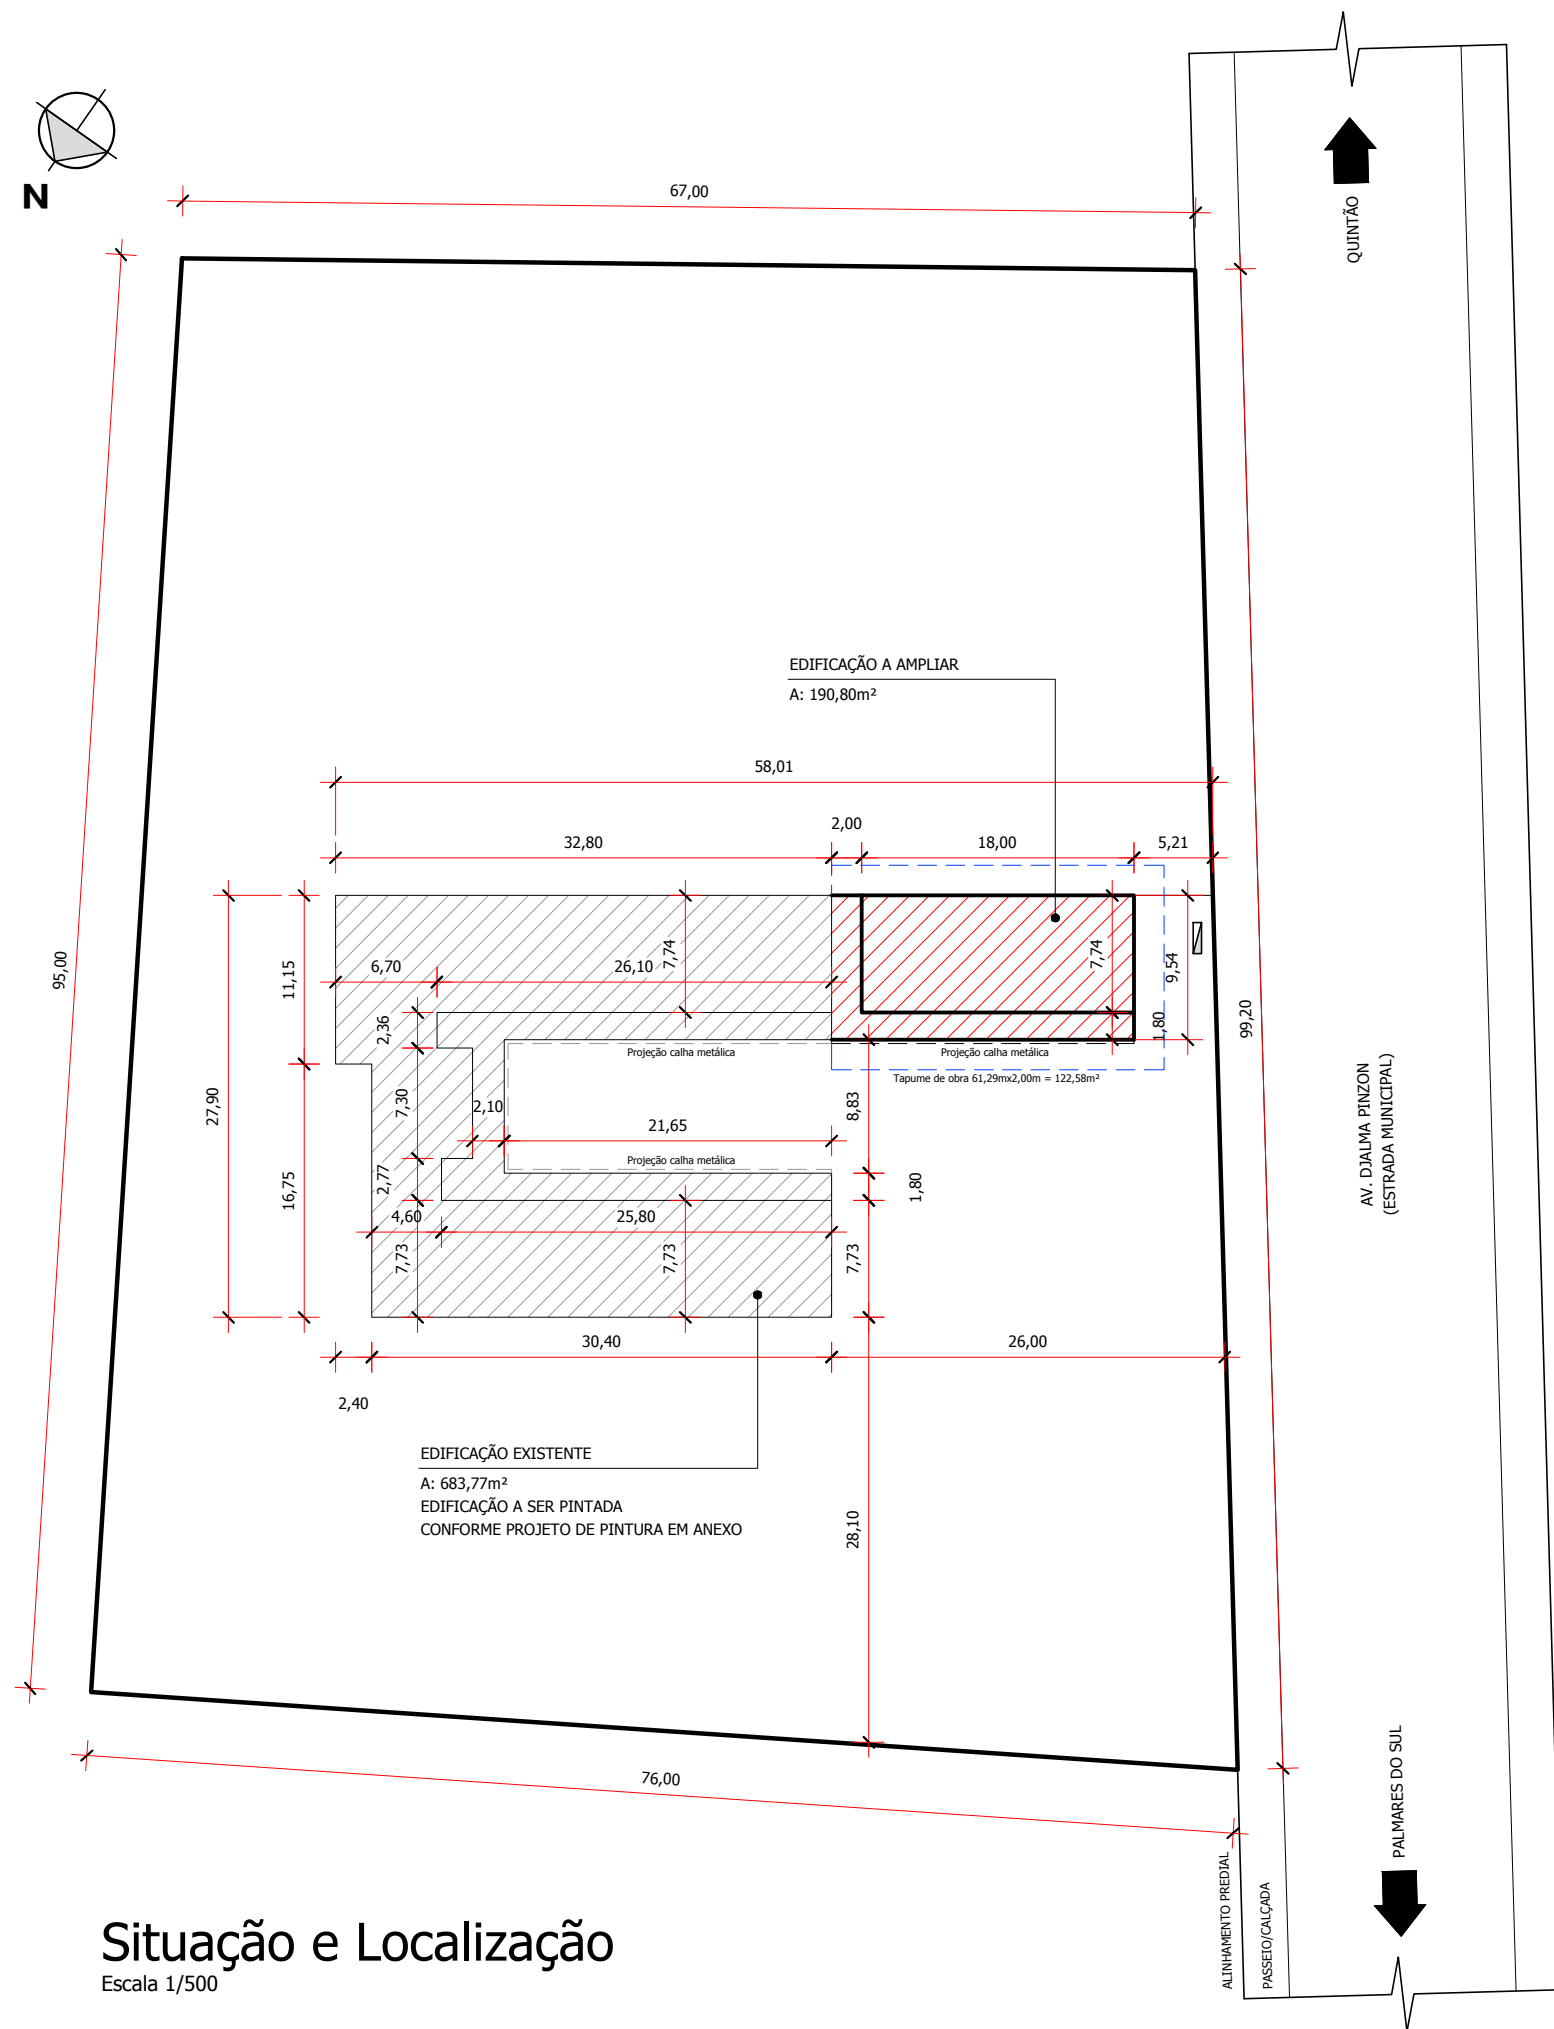 N
67,00
QUINTÃO
EDIFICAÇÃO A AMPLIAR
A: 190,80m²
58,01
2,00
32,80
18,00
5,21
95,00
11,15
6,70
26,10
7,74
7,74
9,54
27,90
2,36
1,80
99,20
Projeção calha metálica
Projeção calha metálica
Tapume de obra 61,29mx2,00m = 122,58m²
7,30
2,10
21,65
8,83
AV. DJALMA PINZON
(ESTRADA MUNICIPAL)
Projeção calha metálica
16,75
2,77
1,80
4,60
25,80
7,73
7,73
7,73
30,40
26,00
2,40
EDIFICAÇÃO EXISTENTE
A: 683,77m²
EDIFICAÇÃO A SER PINTADA
CONFORME PROJETO DE PINTURA EM ANEXO
28,10
76,00
PALMARES DO SUL
ALINHAMENTO PREDIAL
PASSEIO/CALÇADA
Situação e Localização
Escala 1/500